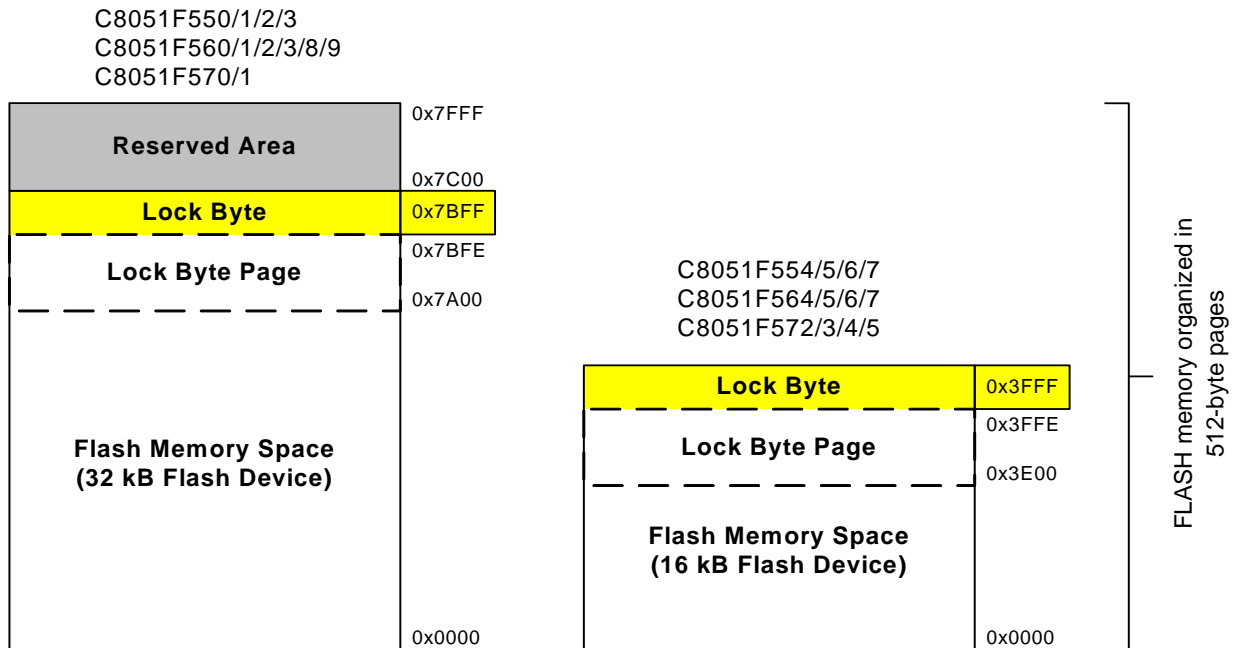 C8051F550/1/2/3
C8051F560/1/2/3/8/9
C8051F570/1
0x7FFF
Reserved Area
0x7C00
Lock Byte
0x7BFF
0x7BFE
Lock Byte Page
0x7A00
Flash Memory Space
(32 kB Flash Device)
0x0000
C8051F554/5/6/7
C8051F564/5/6/7
C8051F572/3/4/5
Lock Byte
0x3FFF
0x3FFE
Lock Byte Page
0x3E00
Flash Memory Space
(16 kB Flash Device)
0x0000
FLASH memory organized in
512-byte pages